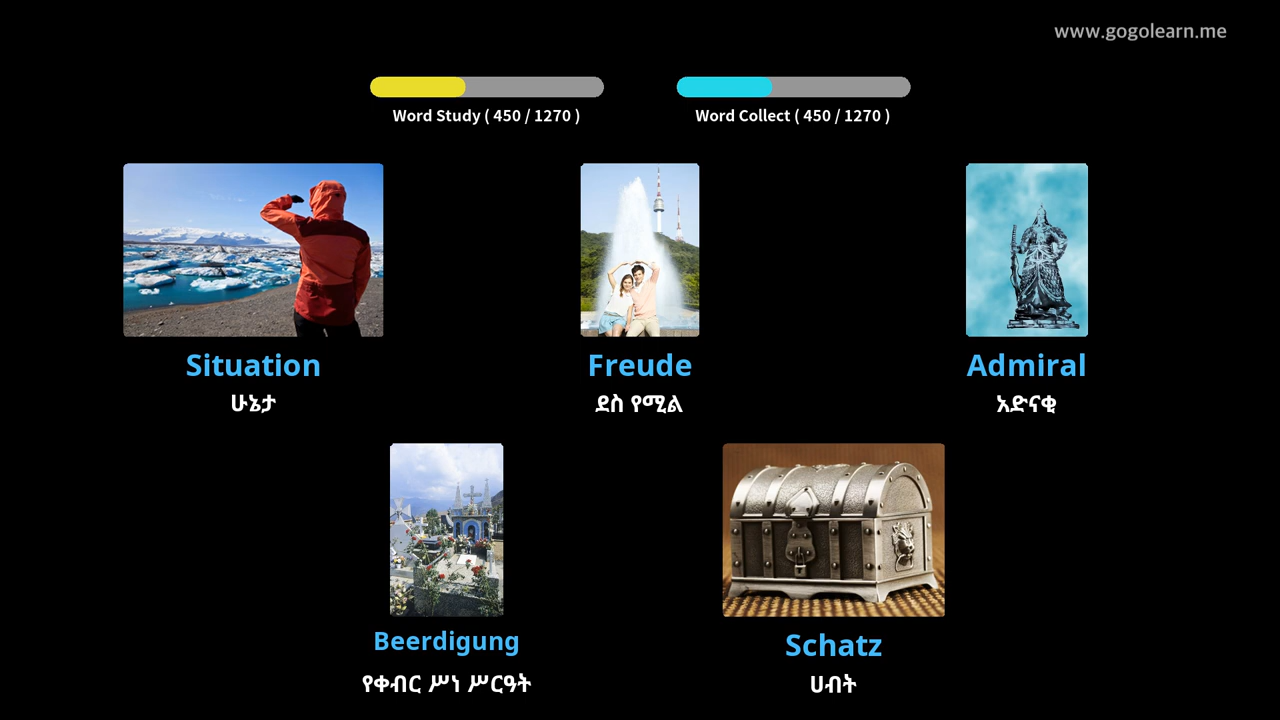 www.gogolearn.me
Word Study ( 450 / 1270 )
Word Collect ( 450 / 1270 )
Situation
ሁኔታ
Freude
ደስ የሚል
Admiral
አድናቂ
Beerdigung
የቀብር ሥነ ሥርዓት
Schatz
ሀብት